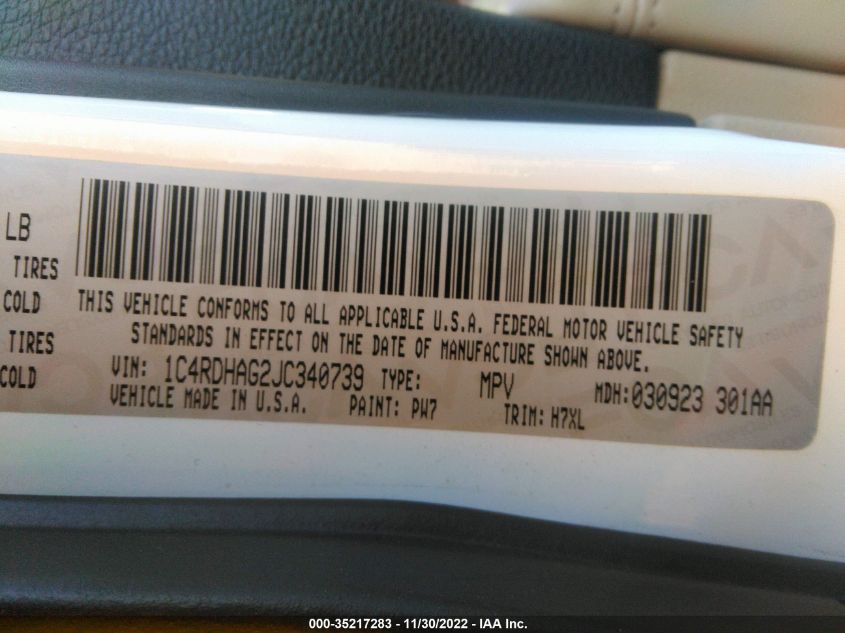 LB
TIRES
COLD
THIS VEHICLE CONFORMS TO ALL APPLICABLE U.S.A. FEDERAL MOTOR VEHICLE SAFETY
TIRES
STANDARDS IN EFFECT ON THE DATE OF MANUFACTURE SHOWN ABOVE.
COLD
VIN: 1C4RDHAG2JC340739 TYPE: MPV MDH:030923 301AA
VEHICLE MADE IN U.S.A. PAINT: PW7 TRIM: H7XL
000-35217283 - 11/30/2022 - IAA Inc.